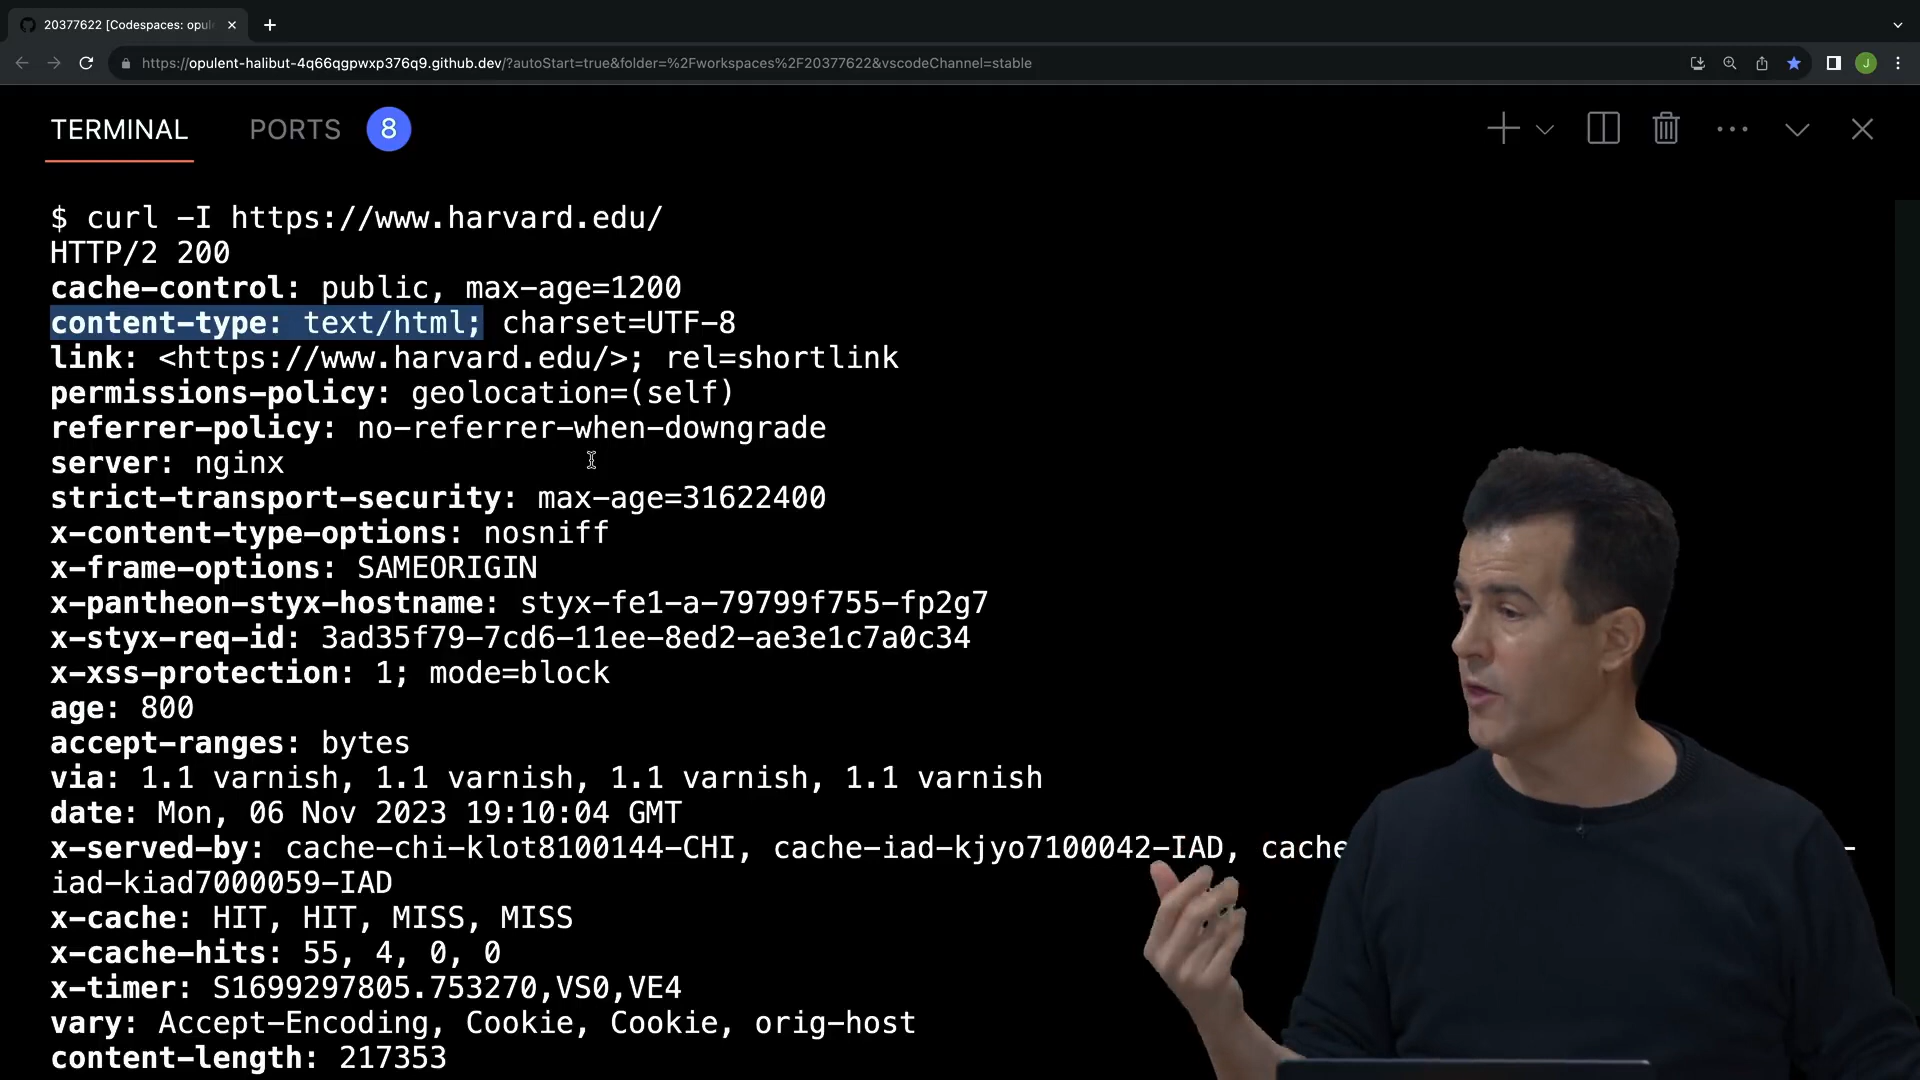 20377622 [Codespaces: opul
https://opulent-halibut-4q66qgpwxp376q9.github.dev/?autoStart=true&folder=%2Fworkspaces%2F20377622&vscodeChannel=stable
J
TERMINAL PORTS 8
$ curl -I https://www.harvard.edu/
HTTP/2 200
cache-control: public, max-age=1200
content-type: text/html; charset=UTF-8
link: <https://www.harvard.edu/>; rel=shortlink
permissions-policy: geolocation=(self)
referrer-policy: no-referrer-when-downgrade
server: nginx
strict-transport-security: max-age=31622400
x-content-type-options: nosniff
x-frame-options: SAMEORIGIN
x-pantheon-styx-hostname: styx-fe1-a-79799f755-fp2g7
x-styx-req-id: 3ad35f79-7cd6-11ee-8ed2-ae3e1c7a0c34
x-xss-protection: 1; mode=block
age: 800
accept-ranges: bytes
via: 1.1 varnish, 1.1 varnish, 1.1 varnish, 1.1 varnish
date: Mon, 06 Nov 2023 19:10:04 GMT
x-served-by: cache-chi-klot8100144-CHI, cache-iad-kjyo7100042-IAD, cache -
iad-kiad7000059-IAD
x-cache: HIT, HIT, MISS, MISS
x-cache-hits: 55, 4, 0, 0
x-timer: S1699297805.753270,VS0,VE4
vary: Accept-Encoding, Cookie, Cookie, orig-host
content-length: 217353